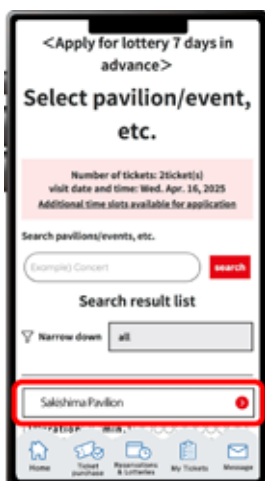 <Apply for lottery 7 days in
advance>
Select pavilion/event,
etc.
Number of tickets: 2ticket(s)
visit date and time: Wed. Apr. 16, 2025
Additional time slots available for application
Search pavilions/events, etc.
Example) Concert
search
Search result list
Narrow down
all
Sakishima Pavilion
min.
Home
Ticket
purchase
Reservations
& Lotteries
My Tickets
Message